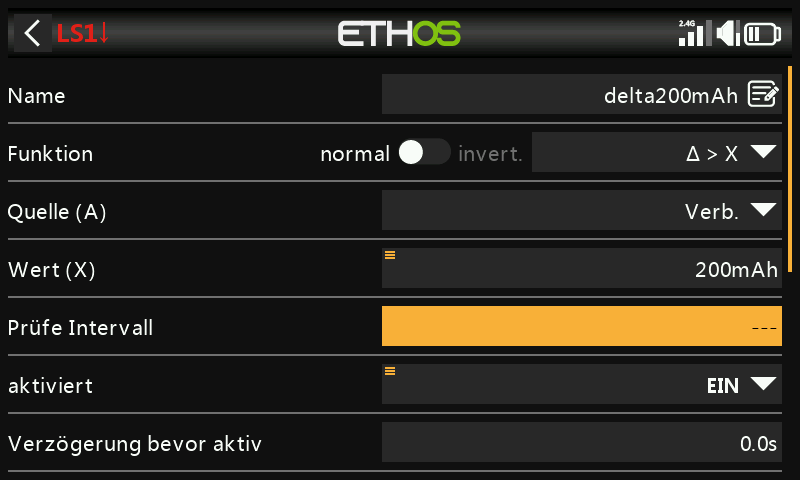 LS1↓ ETHOS 2.4G
Name delta200mAh
Funktion normal invert. Δ > X
Quelle (A) Verb.
Wert (X) 200mAh
Prüfe Intervall ---
aktiviert EIN
Verzögerung bevor aktiv 0.0s